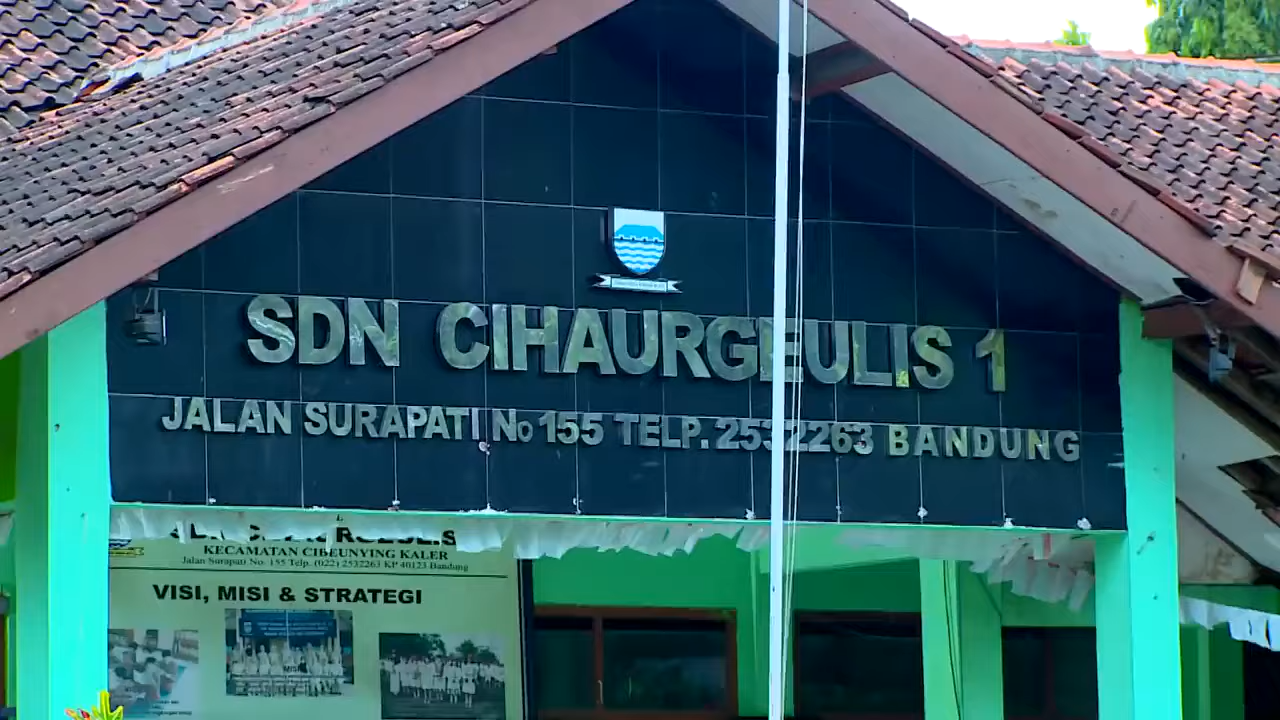 SDN CIHAURGEULIS 1
JALAN SURAPATI No 155 TELP. 2532263 BANDUNG
KECAMATAN CIBEUNYING KALER
Jalan Surapati No. 155 Telp. (022) 2532263 KP 40123 Bandung
VISI, MISI & STRATEGI
MISI